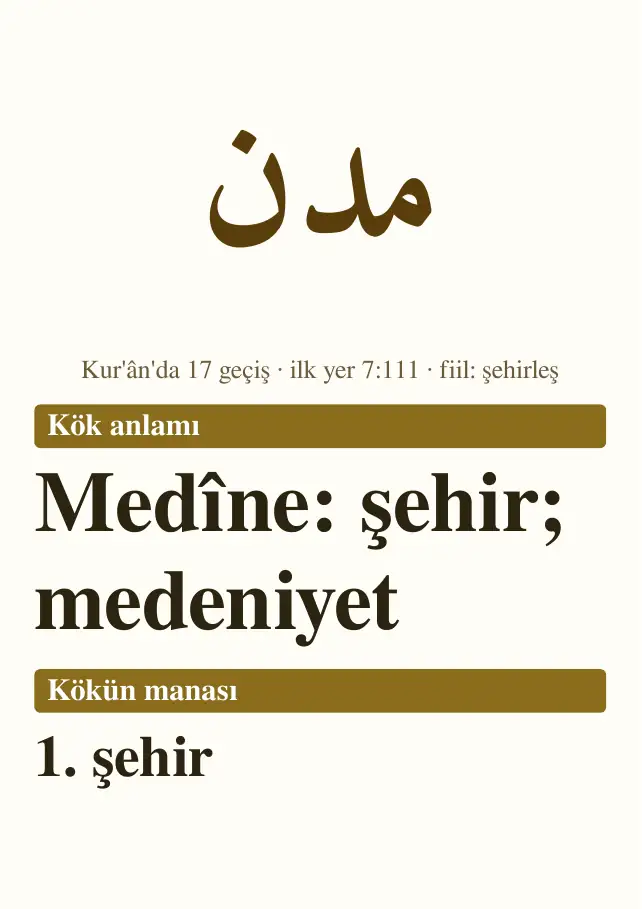 مدن
Kur'ân'da 17 geçiş · ilk yer 7:111 · fiil: şehirleş
Kök anlamı
Medîne: şehir;
medeniyet
Kökün manası
1. şehir